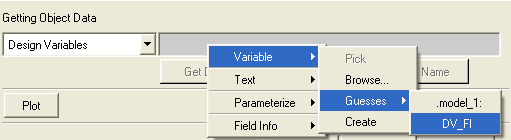 Getting Object Data
Design Variables
Variable
Pick
Get D
Text
Browse...
Name
Parameterize
Guesses
.model_1:
Plot
Field Info
Create
DV_FI